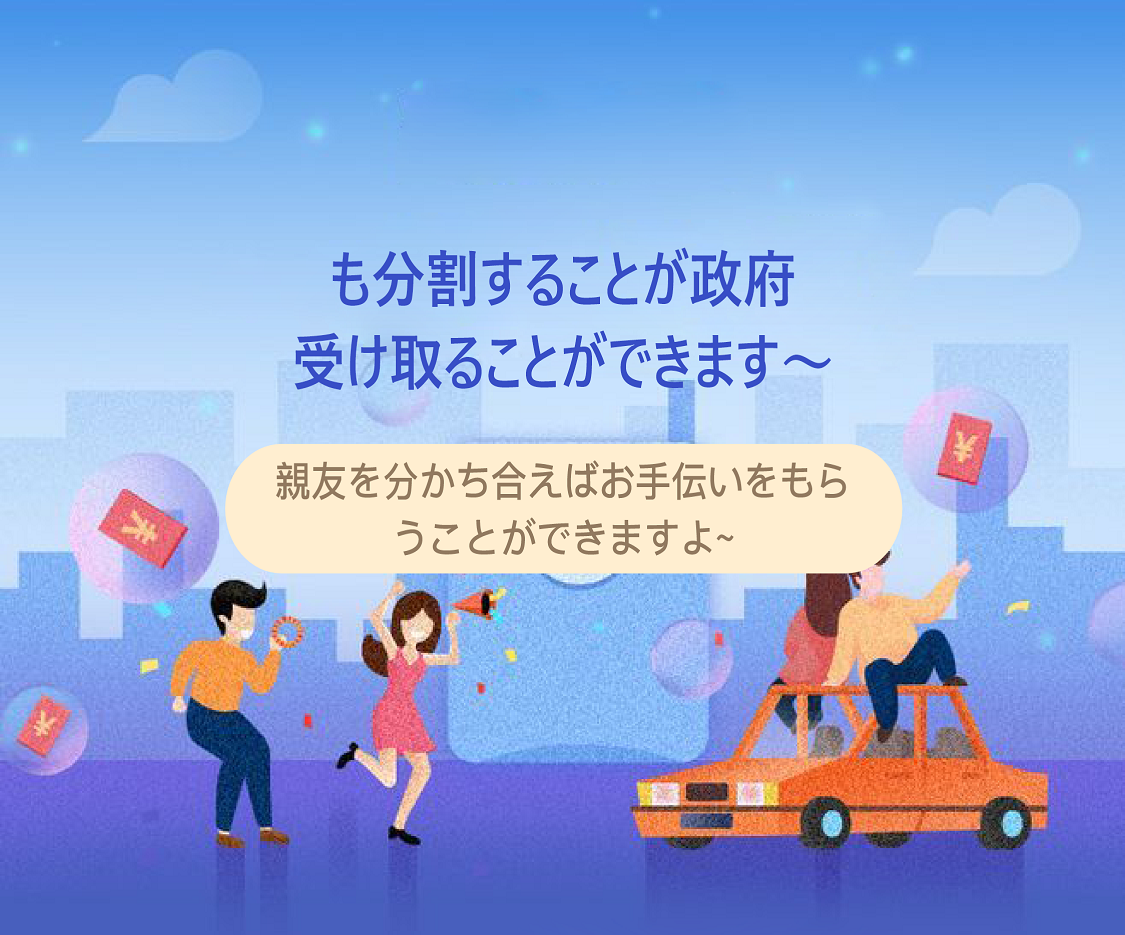 も分割することが政府
受け取ることができます～
親友を分かち合えばお手伝いをもら
うことができますよ~